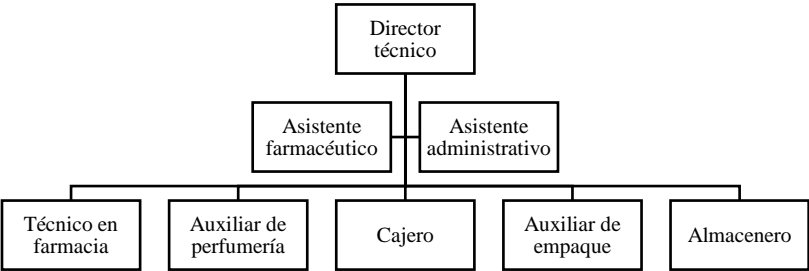 Director
técnico
Asistente
farmacéutico
Asistente
administrativo
Técnico en
farmacia
Auxiliar de
perfumería
Cajero
Auxiliar de
empaque
Almacenero